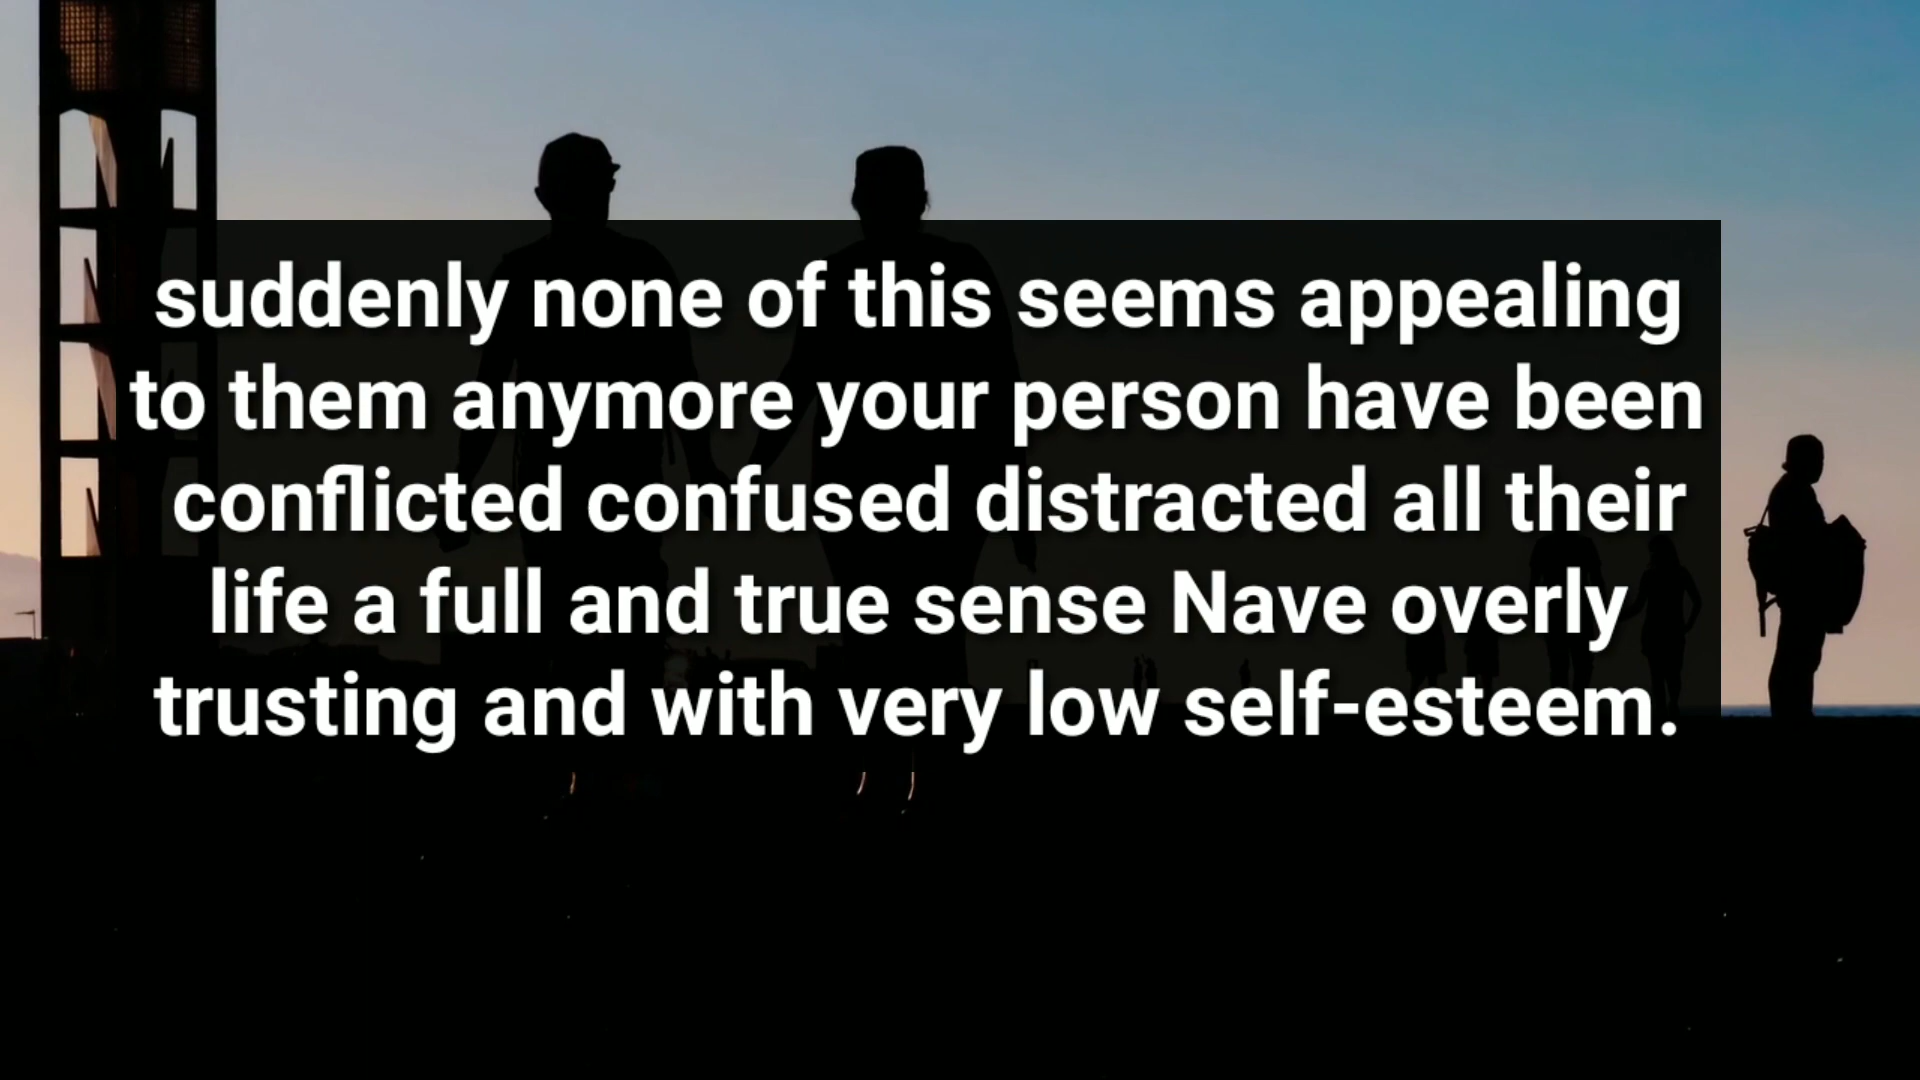 suddenly none of this seems appealing
to them anymore your person have been
conflicted confused distracted all their
life a full and true sense Nave overly
trusting and with very low self-esteem.